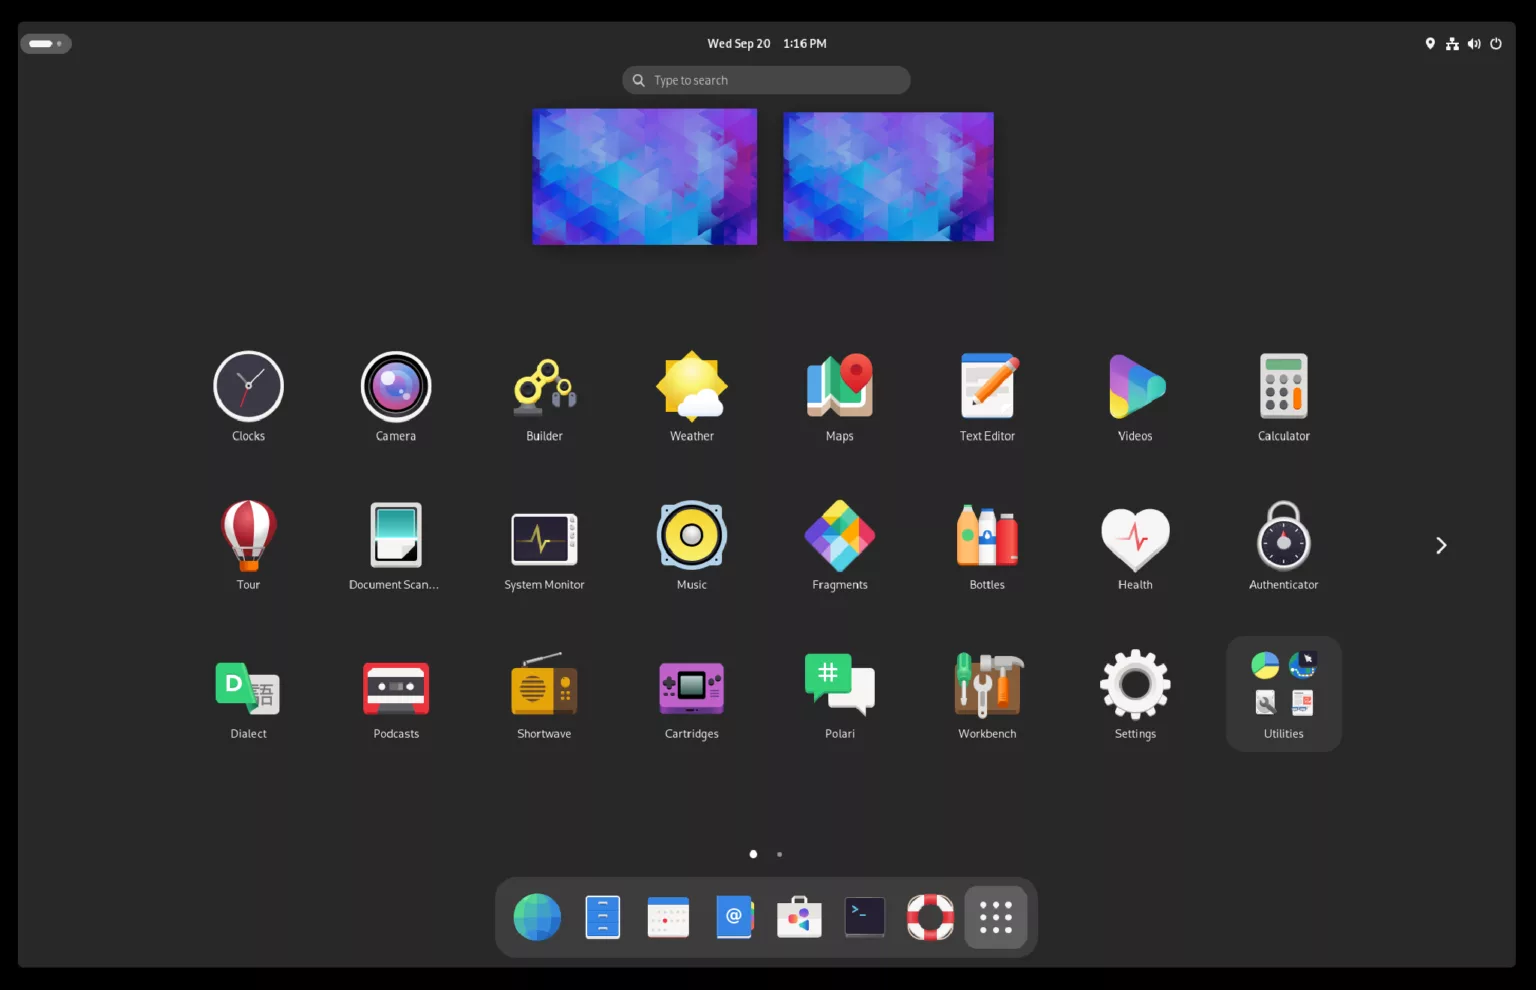 Wed Sep 20 1:16 PM
Type to search
Clocks
Camera
Builder
Weather
Maps
Text Editor
Videos
Calculator
Tour
Document Scan...
System Monitor
Music
Fragments
Bottles
Health
Authenticator
D
語
Dialect
Podcasts
Shortwave
Cartridges
#
Polari
Workbench
Settings
Utilities
@
>_